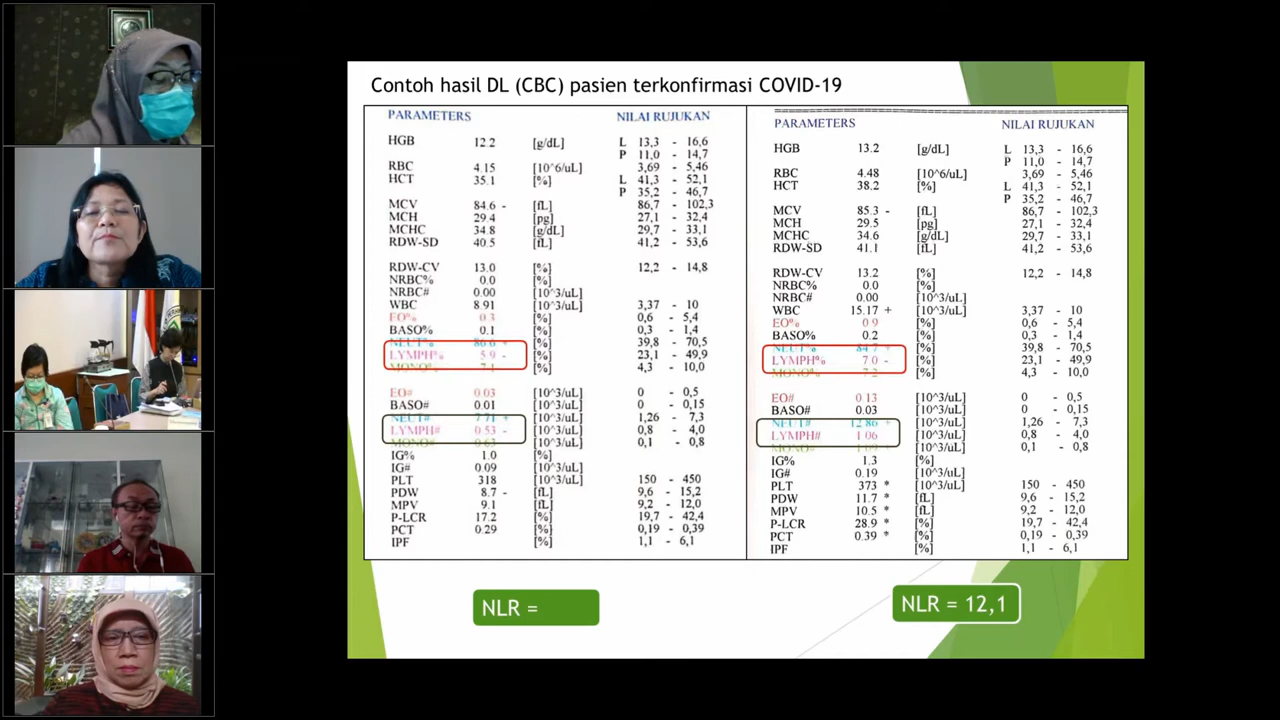 Contoh hasil DL (CBC) pasien terkonfirmasi COVID-19
PARAMETERS NILAI RUJUKAN
HGB 12.2 [g/dL] L 13,3 - 16,6
P 11,0 - 14,7
RBC 4.15 [10^6/uL] 3,69 - 5,46
HCT 35.1 [%] L 41,3 - 52,1
P 35,2 - 46,7
MCV 84.6 - [fL] 86,7 - 102,3
MCH 29.4 [pg] 27,1 - 32,4
MCHC 34.8 [g/dL] 29,7 - 33,1
RDW-SD 40.5 [fL] 41,2 - 53,6
RDW-CV 13.0 [%] 12,2 - 14,8
NRBC% 0.0 [%]
NRBC# 0.00 [10^3/uL]
WBC 8.91 [10^3/uL] 3,37 - 10
EO% 0.3 [%] 0,6 - 5,4
BASO% 0.1 [%] 0,3 - 1,4
NEUT% 86.6 + [%] 39,8 - 70,5
LYMPH% 5.9 - [%] 23,1 - 49,9
MONO% 7.1 [%] 4,3 - 10,0
EO# 0.03 [10^3/uL] 0 - 0,5
BASO# 0.01 [10^3/uL] 0 - 0,15
NEUT# 7.71 + [10^3/uL] 1,26 - 7,3
LYMPH# 0.53 - [10^3/uL] 0,8 - 4,0
MONO# 0.63 [10^3/uL] 0,1 - 0,8
IG% 1.0 [%]
IG# 0.09 [10^3/uL]
PLT 318 [10^3/uL] 150 - 450
PDW 8.7 - [fL] 9,6 - 15,2
MPV 9.1 [fL] 9,2 - 12,0
P-LCR 17.2 [%] 19,7 - 42,4
PCT 0.29 [%] 0,19 - 0,39
IPF [%] 1,1 - 6,1
NLR =
PARAMETERS NILAI RUJUKAN
HGB 13.2 [g/dL] L 13,3 - 16,6
P 11,0 - 14,7
RBC 4.48 [10^6/uL] 3,69 - 5,46
HCT 38.2 [%] L 41,3 - 52,1
P 35,2 - 46,7
MCV 85.3 - [fL] 86,7 - 102,3
MCH 29.5 [pg] 27,1 - 32,4
MCHC 34.6 [g/dL] 29,7 - 33,1
RDW-SD 41.1 [fL] 41,2 - 53,6
RDW-CV 13.2 [%] 12,2 - 14,8
NRBC% 0.0 [%]
NRBC# 0.00 [10^3/uL]
WBC 15.17 + [10^3/uL] 3,37 - 10
EO% 0.9 [%] 0,6 - 5,4
BASO% 0.2 [%] 0,3 - 1,4
NEUT% 84.7 + [%] 39,8 - 70,5
LYMPH% 7.0 - [%] 23,1 - 49,9
MONO% 7.2 [%] 4,3 - 10,0
EO# 0.13 [10^3/uL] 0 - 0,5
BASO# 0.03 [10^3/uL] 0 - 0,15
NEUT# 12.86 + [10^3/uL] 1,26 - 7,3
LYMPH# 1.06 [10^3/uL] 0,8 - 4,0
MONO# 1.09 + [10^3/uL] 0,1 - 0,8
IG% 1.3 [%]
IG# 0.19 [10^3/uL]
PLT 373 * [10^3/uL] 150 - 450
PDW 11.7 * [fL] 9,6 - 15,2
MPV 10.5 * [fL] 9,2 - 12,0
P-LCR 28.9 * [%] 19,7 - 42,4
PCT 0.39 * [%] 0,19 - 0,39
IPF [%] 1,1 - 6,1
NLR = 12,1